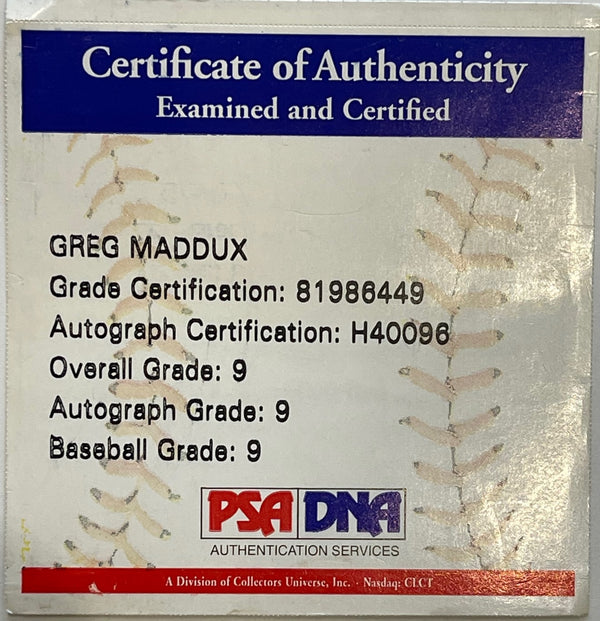 Certificate of Authenticity
Examined and Certified
GREG MADDUX
Grade Certification: 81986449
Autograph Certification: H40096
Overall Grade: 9
Autograph Grade: 9
Baseball Grade: 9
PSA DNA
AUTHENTICATION SERVICES
A Division of Collectors Universe, Inc. · Nasdaq: CLCT